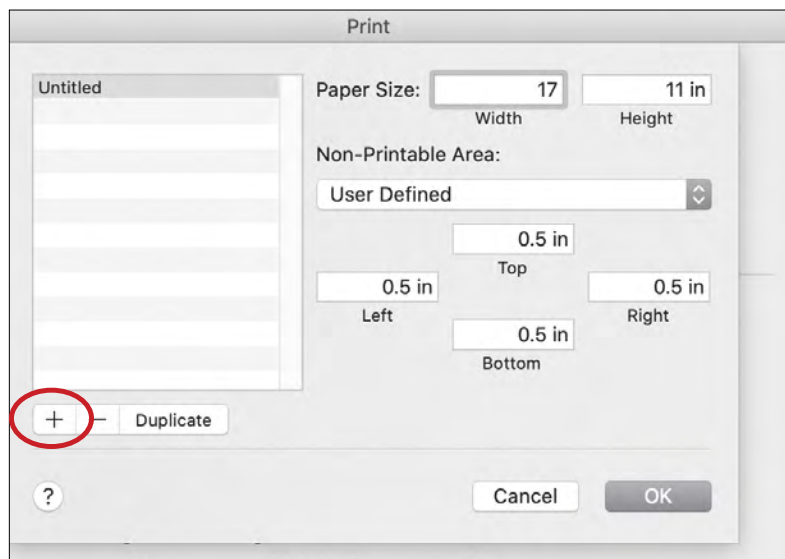 Print
Untitled
Paper Size: 17 11 in
Width Height
Non-Printable Area:
User Defined
0.5 in
Top
0.5 in 0.5 in
Left Right
0.5 in
Bottom
+ − Duplicate
? Cancel OK